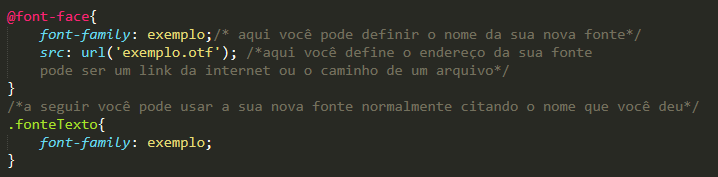 @font-face{
font-family: exemplo;/* aqui você pode definir o nome da sua nova fonte*/
src: url('exemplo.otf'); /*aqui você define o endereço da sua fonte
pode ser um link da internet ou o caminho de um arquivo*/
}
/*a seguir você pode usar a sua nova fonte normalmente citando o nome que você deu*/
.fonteTexto{
font-family: exemplo;
}